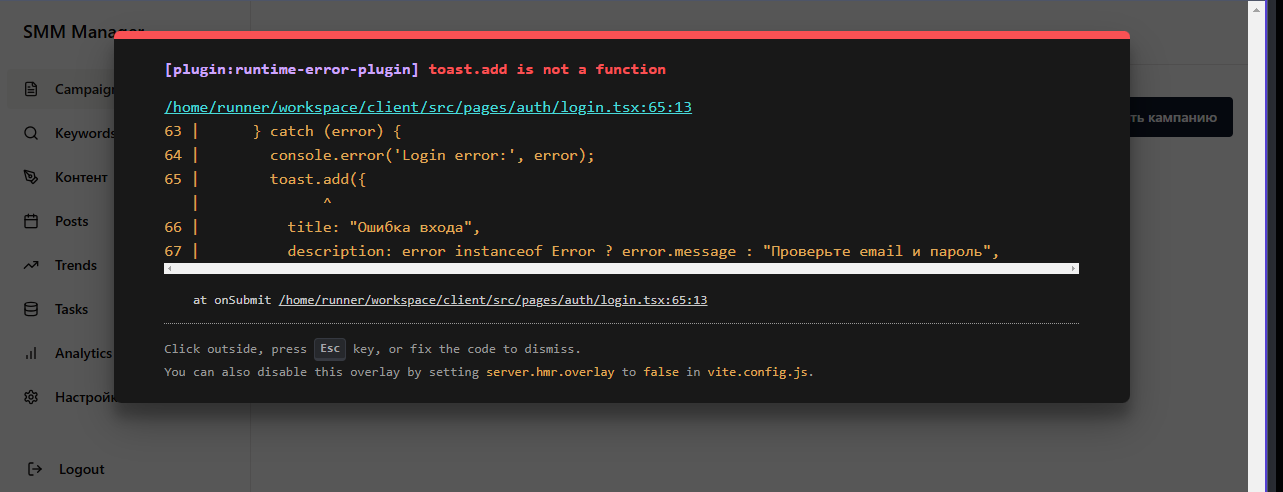 SMM Manager
[plugin:runtime-error-plugin] toast.add is not a function
/home/runner/workspace/client/src/pages/auth/login.tsx:65:13
63 |      } catch (error) {
64 |        console.error('Login error:', error);
65 |        toast.add({
   |              ^
66 |          title: "Ошибка входа",
67 |          description: error instanceof Error ? error.message : "Проверьте email и пароль",
at onSubmit /home/runner/workspace/client/src/pages/auth/login.tsx:65:13
Click outside, press Esc key, or fix the code to dismiss.
You can also disable this overlay by setting server.hmr.overlay to false in vite.config.js.
Campaig
Keywords
Контент
Posts
Trends
Tasks
Analytics
Настройк
Logout
ть кампанию